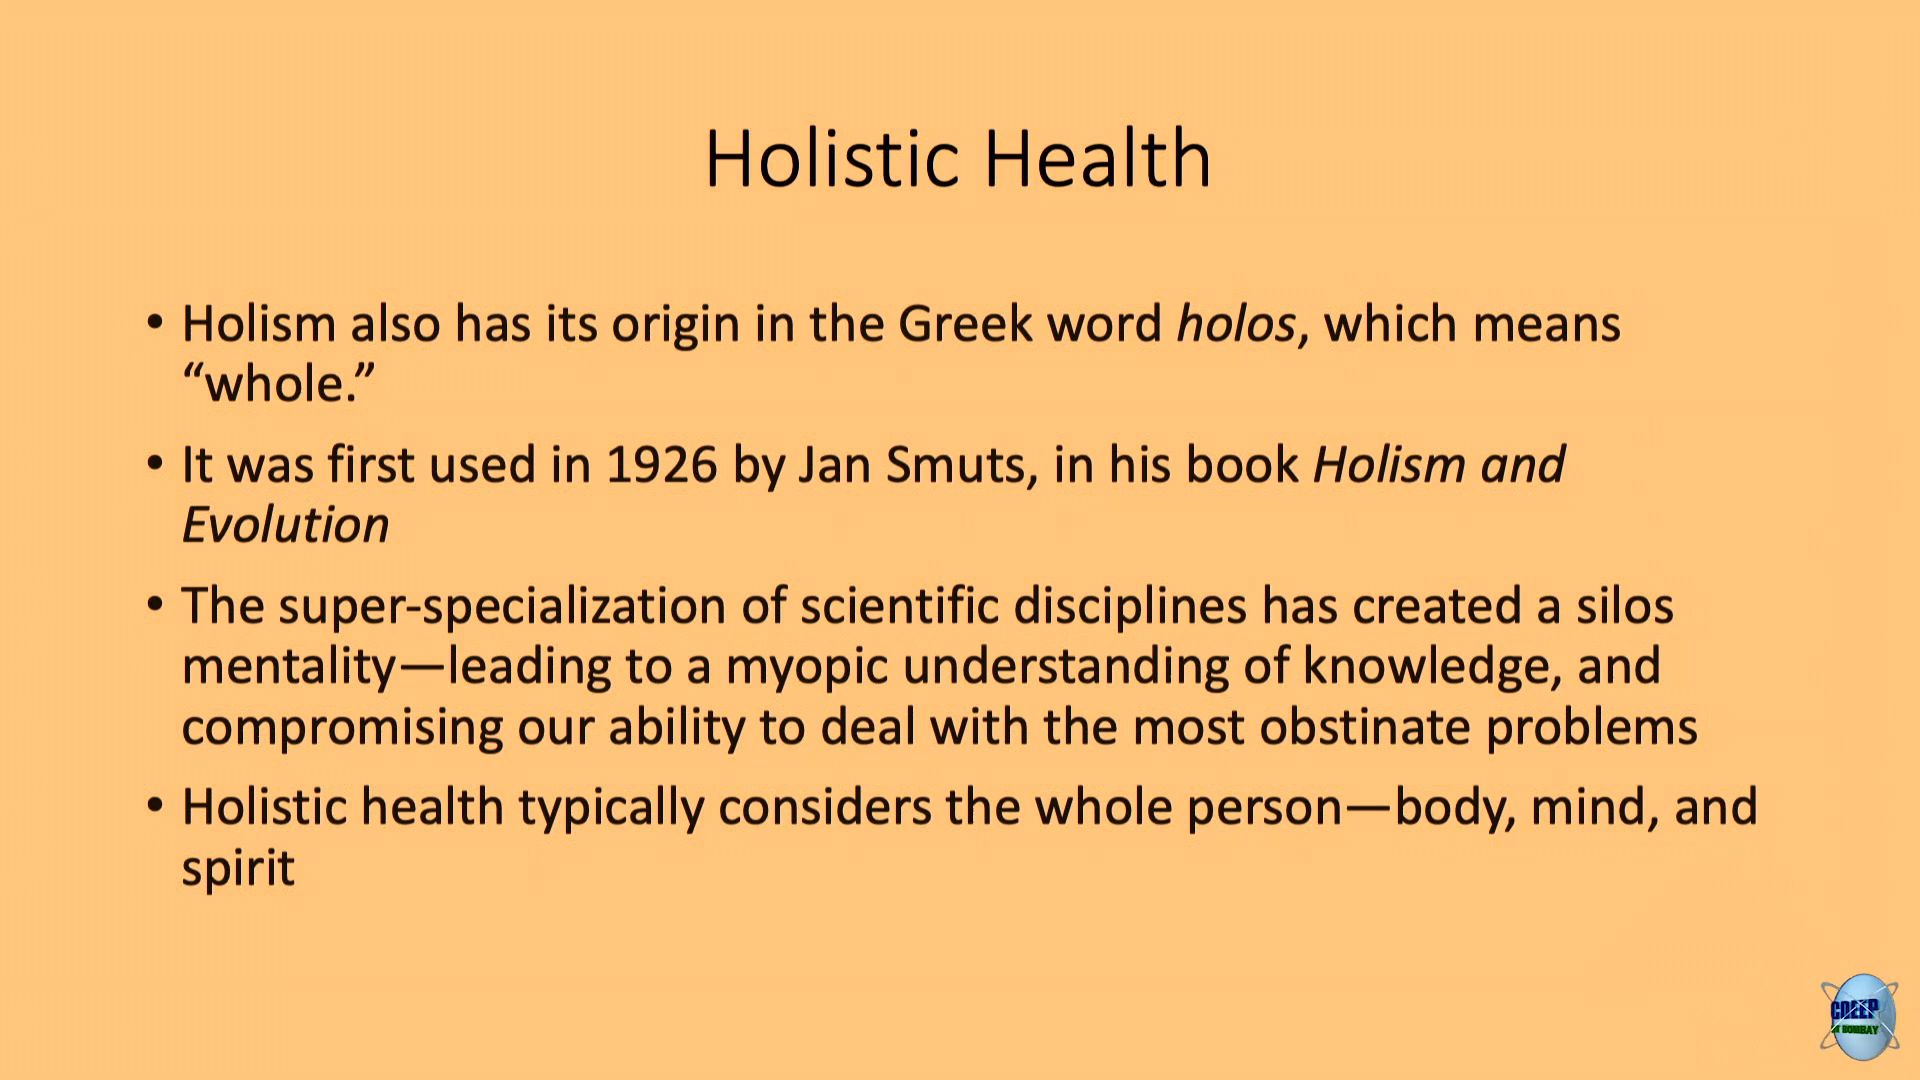 Holistic Health
• Holism also has its origin in the Greek word holos, which means
“whole.”
• It was first used in 1926 by Jan Smuts, in his book Holism and
Evolution
• The super-specialization of scientific disciplines has created a silos
mentality—leading to a myopic understanding of knowledge, and
compromising our ability to deal with the most obstinate problems
• Holistic health typically considers the whole person—body, mind, and
spirit
CDEEP
IIT BOMBAY